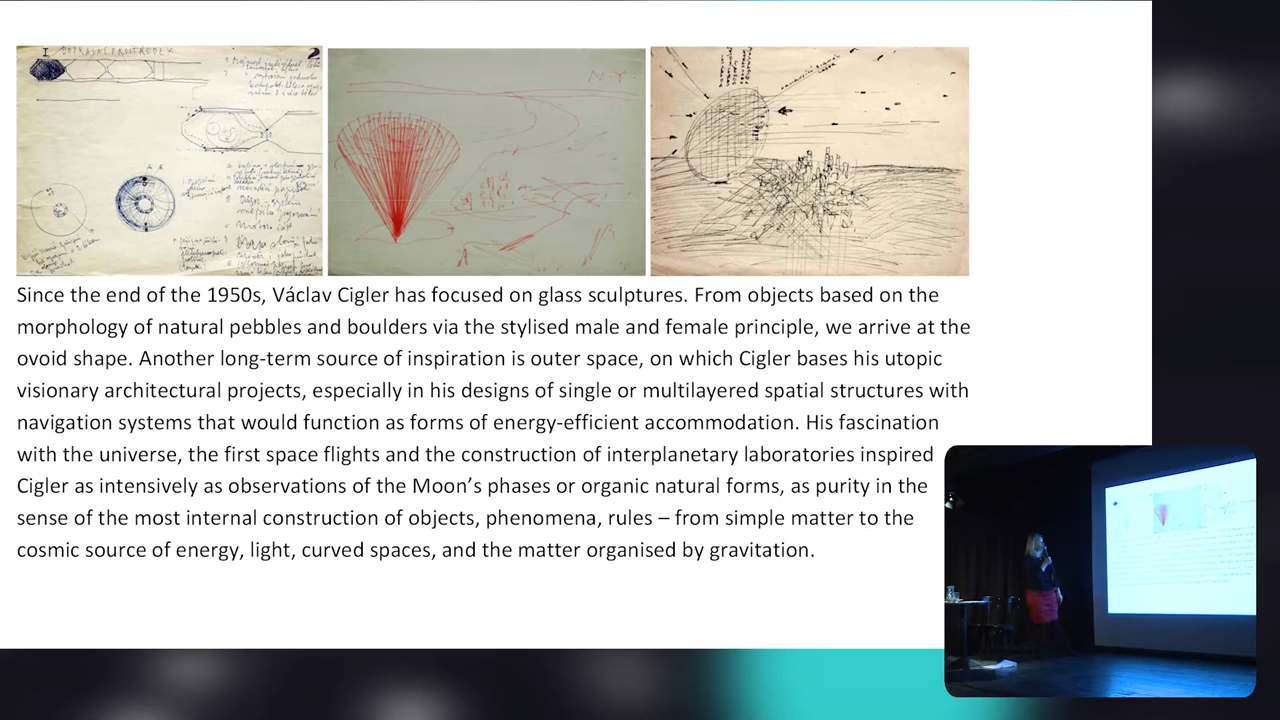 I DOPRAVNÍ PROSTŘEDEK
2
N.Y.
Since the end of the 1950s, Václav Cigler has focused on glass sculptures. From objects based on the
morphology of natural pebbles and boulders via the stylised male and female principle, we arrive at the
ovoid shape. Another long-term source of inspiration is outer space, on which Cigler bases his utopic
visionary architectural projects, especially in his designs of single or multilayered spatial structures with
navigation systems that would function as forms of energy-efficient accommodation. His fascination
with the universe, the first space flights and the construction of interplanetary laboratories inspired
Cigler as intensively as observations of the Moon’s phases or organic natural forms, as purity in the
sense of the most internal construction of objects, phenomena, rules – from simple matter to the
cosmic source of energy, light, curved spaces, and the matter organised by gravitation.